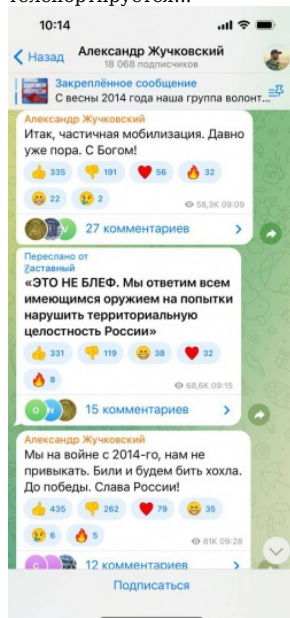 телепортируется...
10:14
Назад
Александр Жучковский
18 068 подписчиков
Закреплённое сообщение
С весны 2014 года наша группа волонт...
Александр Жучковский
Итак, частичная мобилизация. Давно
уже пора. С Богом!
335 191 56 32
22 2
58,3K 09:09
27 комментариев
Переслано от
Zаставный
«ЭТО НЕ БЛЕФ. Мы ответим всем
имеющимся оружием на попытки
нарушить территориальную
целостность России»
331 119 38 32
8
68,6K 09:15
O N
15 комментариев
Александр Жучковский
Мы на войне с 2014-го, нам не
привыкать. Били и будем бить хохла.
До победы. Слава России!
435 262 79 35
6 5
81K 09:28
12 комментариев
Подписаться